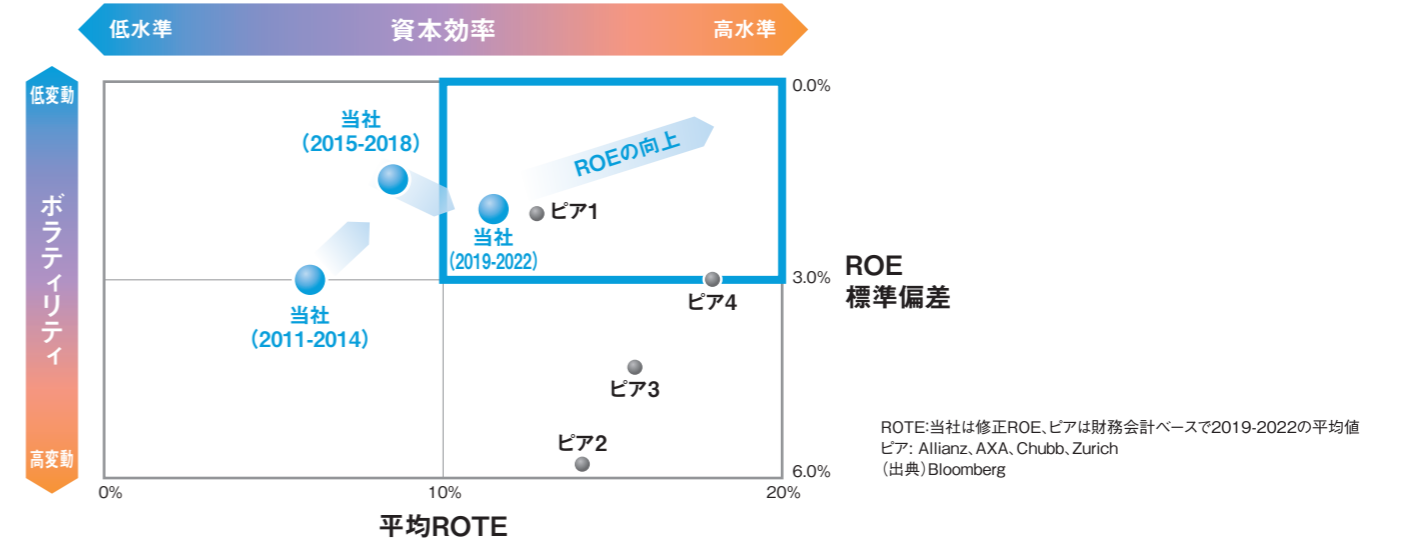 低水準
資本効率
高水準
低変動
ボラティリティ
高変動
当社
（2015-2018）
ROEの向上
ピア1
当社
（2019-2022）
当社
（2011-2014）
ピア4
ピア3
ピア2
0.0%
3.0%
6.0%
ROE
標準偏差
0%
10%
20%
平均ROTE
ROTE：当社は修正ROE、ピアは財務会計ベースで2019-2022の平均値
ピア： Allianz、AXA、Chubb、Zurich
（出典）Bloomberg